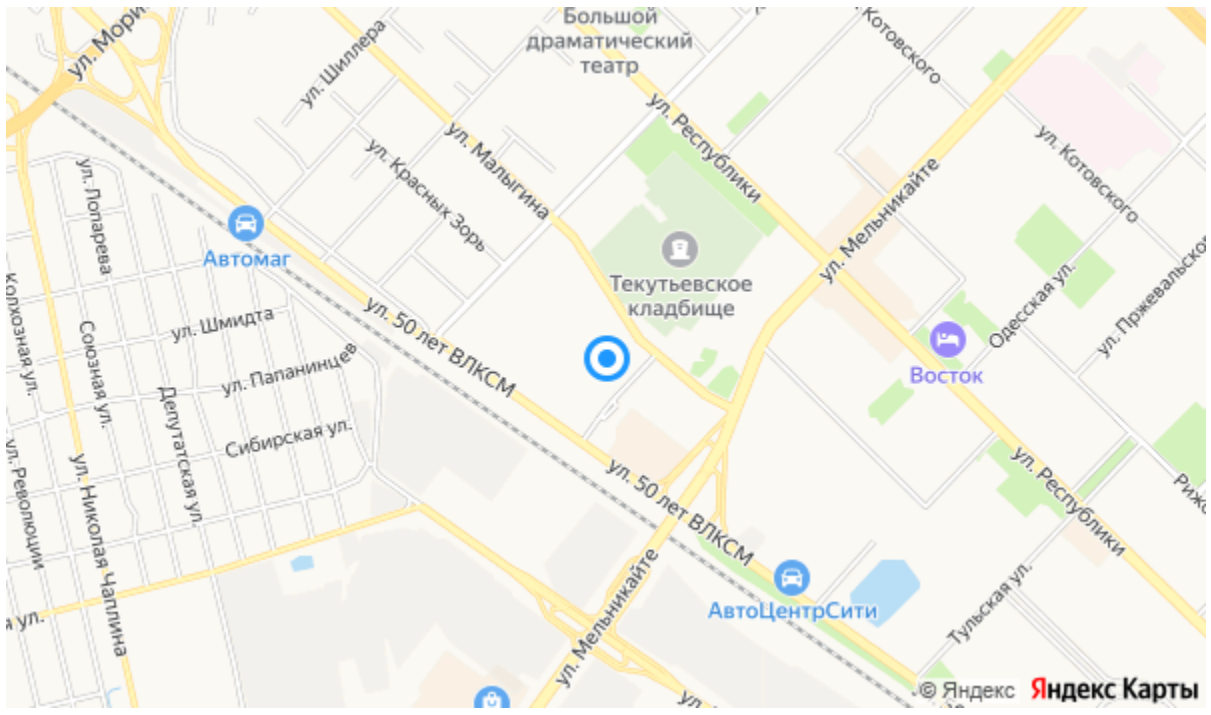 Большой
драматический
театр
ул. Мори
ул. Шиллера
Котовского
ул. Республики
ул. Малыгина
ул. Котовского
ул. Красных Зорь
ул. Мельникайте
ул. Лопарева
Автомаг
Текутьевское
кладбище
Одесская ул.
ул. Пржевальского
Колхозная ул.
Союзная ул.
ул. Шмидта
ул. 50 лет ВЛКСМ
ул. Папанинцев
Восток
Депутатская ул.
Сибирская ул.
ул. Революции
ул. Николая Чаплина
ул. 50 лет ВЛКСМ
ул. Республики
Рижс
АвтоЦентрСити
Тульская ул.
я ул.
ул. Мельникайте
ул.
© Яндекс Яндекс Карты